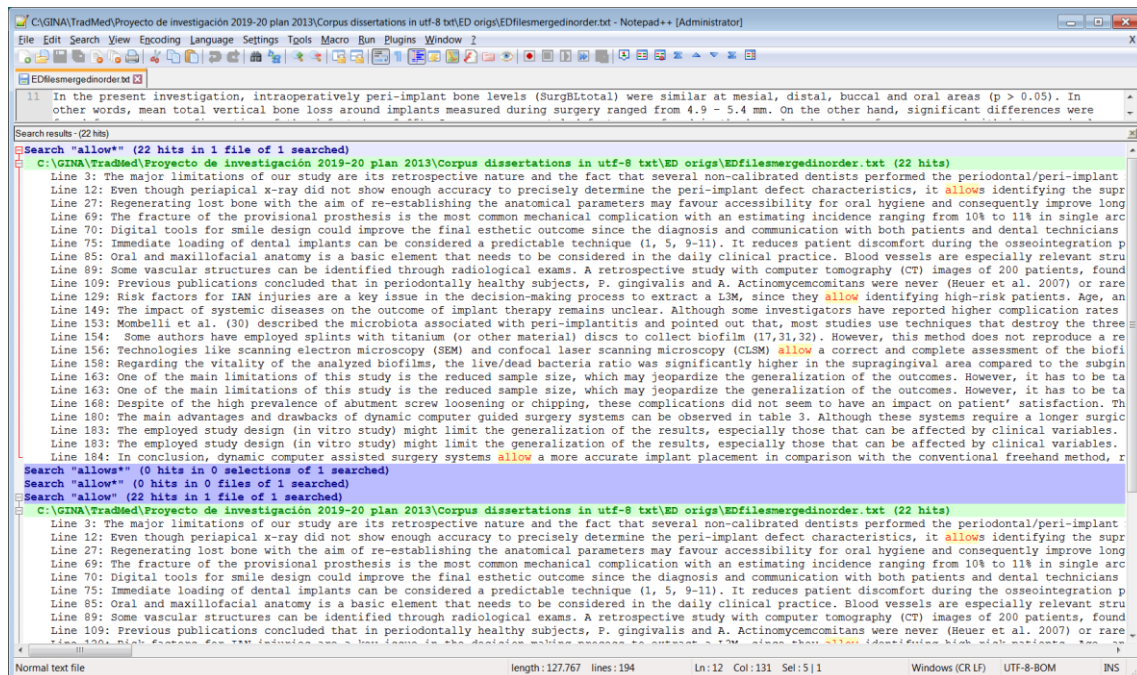 C:\GINA\TradMed\Proyecto de investigación 2019-20 plan 2013\Corpus dissertations in utf-8 txt\ED origs\EDfilesmergedinorder.txt - Notepad++ [Administrator]
File Edit Search View Encoding Language Settings Tools Macro Run Plugins Window ? X
EDfilesmergedinorder.txt
11 In the present investigation, intraoperatively peri-implant bone levels (SurgBLtotal) were similar at mesial, distal, buccal and oral areas (p > 0.05). In
other words, mean total vertical bone loss around implants measured during surgery ranged from 4.9 - 5.4 mm. On the other hand, significant differences were
Search results - (22 hits)
Search "allow*" (22 hits in 1 file of 1 searched)
C:\GINA\TradMed\Proyecto de investigación 2019-20 plan 2013\Corpus dissertations in utf-8 txt\ED origs\EDfilesmergedinorder.txt (22 hits)
Line 3: The major limitations of our study are its retrospective nature and the fact that several non-calibrated dentists performed the periodontal/peri-implant
Line 12: Even though periapical x-ray did not show enough accuracy to precisely determine the peri-implant defect characteristics, it allows identifying the supr
Line 27: Regenerating lost bone with the aim of re-establishing the anatomical parameters may favour accessibility for oral hygiene and consequently improve long
Line 69: The fracture of the provisional prosthesis is the most common mechanical complication with an estimating incidence ranging from 10% to 11% in single arc
Line 70: Digital tools for smile design could improve the final esthetic outcome since the diagnosis and communication with both patients and dental technicians
Line 75: Immediate loading of dental implants can be considered a predictable technique (1, 5, 9-11). It reduces patient discomfort during the osseointegration p
Line 85: Oral and maxillofacial anatomy is a basic element that needs to be considered in the daily clinical practice. Blood vessels are especially relevant stru
Line 89: Some vascular structures can be identified through radiological exams. A retrospective study with computer tomography (CT) images of 200 patients, found
Line 109: Previous publications concluded that in periodontally healthy subjects, P. gingivalis and A. Actinomycemcomitans were never (Heuer et al. 2007) or rare
Line 129: Risk factors for IAN injuries are a key issue in the decision-making process to extract a L3M, since they allow identifying high-risk patients. Age, an
Line 149: The impact of systemic diseases on the outcome of implant therapy remains unclear. Although some investigators have reported higher complication rates
Line 153: Mombelli et al. (30) described the microbiota associated with peri-implantitis and pointed out that, most studies use techniques that destroy the three
Line 154: Some authors have employed splints with titanium (or other material) discs to collect biofilm (17,31,32). However, this method does not reproduce a re
Line 156: Technologies like scanning electron microscopy (SEM) and confocal laser scanning microscopy (CLSM) allow a correct and complete assessment of the biofi
Line 158: Regarding the vitality of the analyzed biofilms, the live/dead bacteria ratio was significantly higher in the supragingival area compared to the subgin
Line 163: One of the main limitations of this study is the reduced sample size, which may jeopardize the generalization of the outcomes. However, it has to be ta
Line 163: One of the main limitations of this study is the reduced sample size, which may jeopardize the generalization of the outcomes. However, it has to be ta
Line 168: Despite of the high prevalence of abutment screw loosening or chipping, these complications did not seem to have an impact on patient' satisfaction. Th
Line 180: The main advantages and drawbacks of dynamic computer guided surgery systems can be observed in table 3. Although these systems require a longer surgic
Line 183: The employed study design (in vitro study) might limit the generalization of the results, especially those that can be affected by clinical variables.
Line 183: The employed study design (in vitro study) might limit the generalization of the results, especially those that can be affected by clinical variables.
Line 184: In conclusion, dynamic computer assisted surgery systems allow a more accurate implant placement in comparison with the conventional freehand method, r
Search "allows*" (0 hits in 0 selections of 1 searched)
Search "allow*" (0 hits in 0 files of 1 searched)
Search "allow" (22 hits in 1 file of 1 searched)
C:\GINA\TradMed\Proyecto de investigación 2019-20 plan 2013\Corpus dissertations in utf-8 txt\ED origs\EDfilesmergedinorder.txt (22 hits)
Line 3: The major limitations of our study are its retrospective nature and the fact that several non-calibrated dentists performed the periodontal/peri-implant
Line 12: Even though periapical x-ray did not show enough accuracy to precisely determine the peri-implant defect characteristics, it allows identifying the supr
Line 27: Regenerating lost bone with the aim of re-establishing the anatomical parameters may favour accessibility for oral hygiene and consequently improve long
Line 69: The fracture of the provisional prosthesis is the most common mechanical complication with an estimating incidence ranging from 10% to 11% in single arc
Line 70: Digital tools for smile design could improve the final esthetic outcome since the diagnosis and communication with both patients and dental technicians
Line 75: Immediate loading of dental implants can be considered a predictable technique (1, 5, 9-11). It reduces patient discomfort during the osseointegration p
Line 85: Oral and maxillofacial anatomy is a basic element that needs to be considered in the daily clinical practice. Blood vessels are especially relevant stru
Line 89: Some vascular structures can be identified through radiological exams. A retrospective study with computer tomography (CT) images of 200 patients, found
Line 109: Previous publications concluded that in periodontally healthy subjects, P. gingivalis and A. Actinomycemcomitans were never (Heuer et al. 2007) or rare
Normal text file length : 127.767 lines : 194 Ln : 12 Col : 131 Sel : 5 | 1 Windows (CR LF) UTF-8-BOM INS